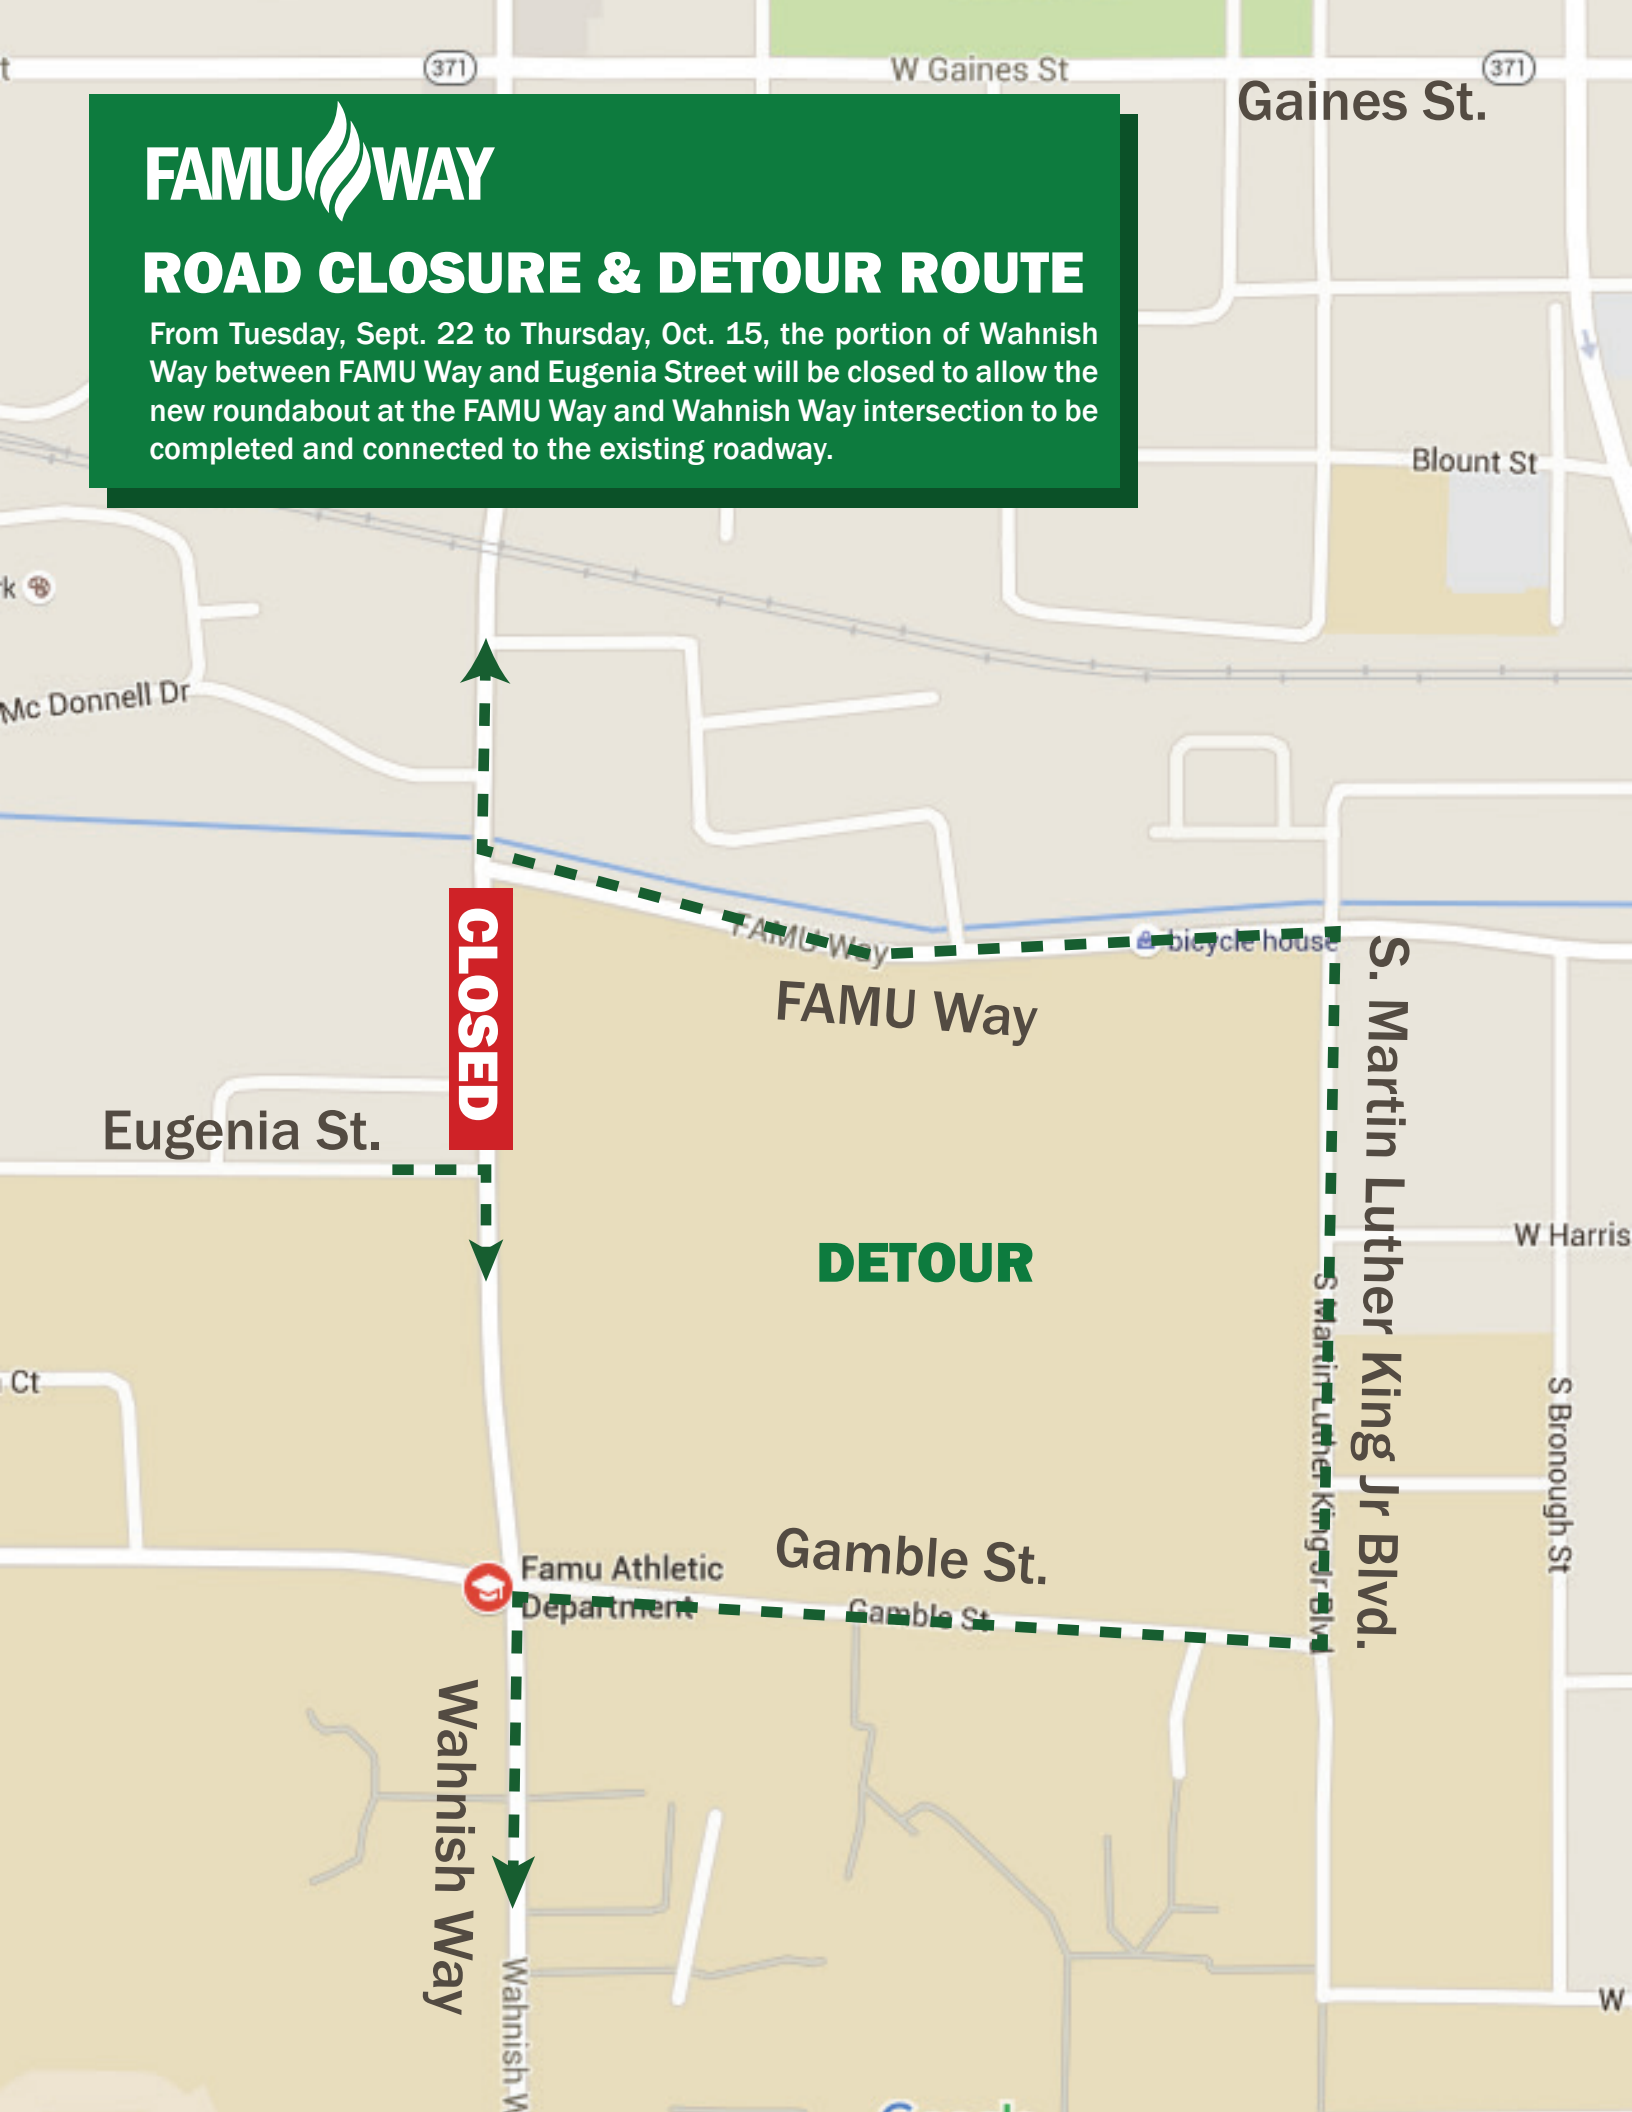 t
371
W Gaines St
371
Gaines St.
FAMU WAY
ROAD CLOSURE & DETOUR ROUTE
From Tuesday, Sept. 22 to Thursday, Oct. 15, the portion of Wahnish
Way between FAMU Way and Eugenia Street will be closed to allow the
new roundabout at the FAMU Way and Wahnish Way intersection to be
completed and connected to the existing roadway.
Blount St
rk
Mc Donnell Dr
CLOSED
FAMU Way
bicycle house
FAMU Way
S. Martin Luther King Jr Blvd.
Eugenia St.
W Harris
DETOUR
S Martin Luther King Jr Blvd
Ct
S Bronough St
Gamble St.
Famu Athletic
Department
Gamble St
Wahnish Way
Wahnish W
W